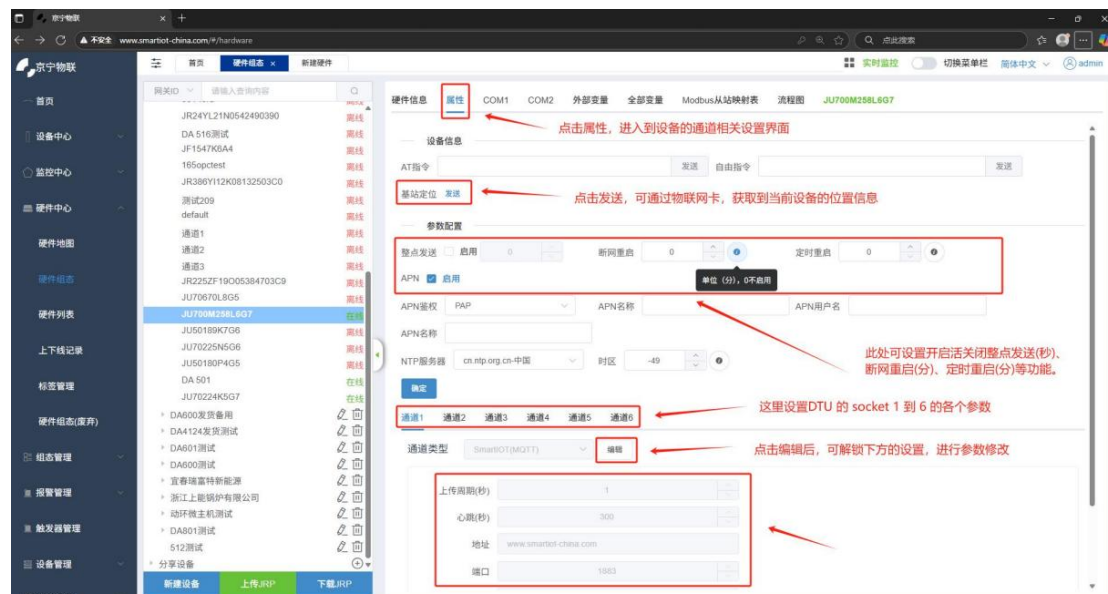 京宁物联
不安全 www.smartiot-china.com/#/hardware
点此搜索
京宁物联
首页
硬件组态 ×
新建硬件
实时监控
切换菜单栏
简体中文
admin
首页
设备中心
监控中心
硬件中心
硬件地图
硬件组态
硬件列表
上下线记录
标签管理
硬件组态(废弃)
组态管理
报警管理
触发器管理
设备管理
网关ID 请输入查询内容
JR24YL21N0542490390 离线
DA 516测试 离线
JF1547K6A4 离线
165opctest 离线
JR386YI12K08132503C0 离线
测试209 离线
default 离线
通道1 离线
通道2 离线
通道3 离线
JR225ZF19O05384703C9 离线
JU70670L8G5 离线
JU700M258L6G7 在线
JU50189K7G6 离线
JU70225N5G6 离线
JU50180P4G5 离线
DA 501 在线
JU70224K5G7 在线
DA600发货备用
DA4124发货测试
DA601测试
DA600测试
宜春瑞富特新能源
浙江上能锅炉有限公司
动环微主机测试
DA801测试
512测试
分享设备
新建设备 上传JRP 下载JRP
硬件信息 属性 COM1 COM2 外部变量 全部变量 Modbus从站映射表 流程图 JU700M258L6G7
点击属性，进入到设备的通道相关设置界面
设备信息
AT指令 发送 自由指令 发送
基站定位 发送
点击发送，可通过物联网卡，获取到当前设备的位置信息
参数配置
整点发送 启用 0 断网重启 0 定时重启 0
APN 启用
单位（分），0不启用
APN鉴权 PAP APN名称 APN用户名
APN名称
NTP服务器 cn.ntp.org.cn-中国 时区 -49
此处可设置开启活关闭整点发送(秒)、
断网重启(分)、定时重启(分)等功能。
确定
通道1 通道2 通道3 通道4 通道5 通道6
这里设置DTU 的 socket 1 到 6 的各个参数
通道类型 SmartIOT(MQTT) 编辑
点击编辑后，可解锁下方的设置，进行参数修改
上传周期(秒) 1
心跳(秒) 300
地址 www.smartiot-china.com
端口 1883